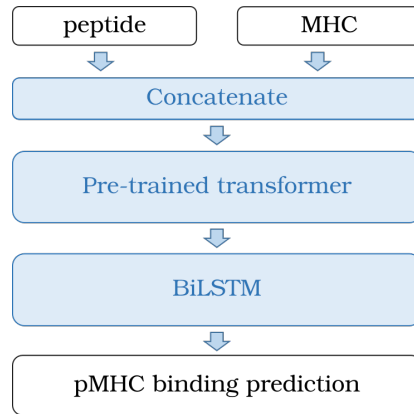 peptide
MHC
Concatenate
Pre-trained transformer
BiLSTM
pMHC binding prediction